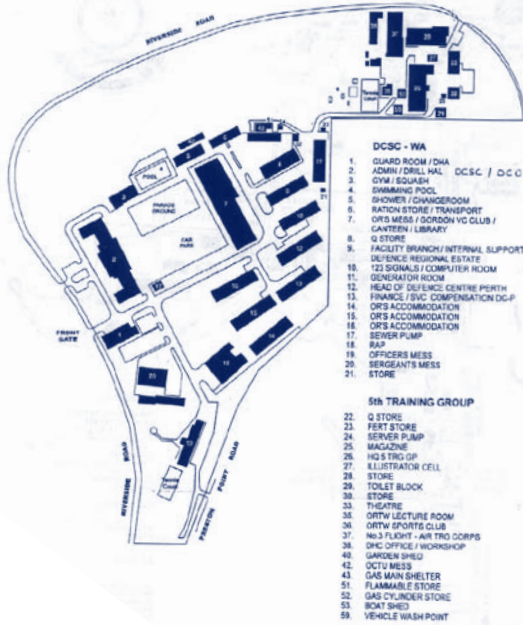 RIVERSIDE ROAD
Tennis Court
POOL
PARADE GROUND
CAR PARK
FRONT GATE
RIVERSIDE ROAD
PRESTON POINT ROAD
DCSC - WA
1. GUARD ROOM / DHA
2. ADMIN / DRILL HAL DCSC /
3. GYM / SQUASH
4. SWIMMING POOL
5. SHOWER / CHANGEROOM
6. RATION STORE / TRANSPORT
7. OR'S MESS / GORDON VC CLUB /
CANTEEN / LIBRARY
8. Q STORE
9. FACILITY BRANCH / INTERNAL SUPPORT
DEFENCE REGIONAL ESTATE
10. 123 SIGNALS / COMPUTER ROOM
11. GENERATOR ROOM
12. HEAD OF DEFENCE CENTRE PERTH
13. FINANCE / SVC COMPENSATION DC-P
14. OR'S ACCOMMODATION
15. OR'S ACCOMMODATION
16. OR'S ACCOMMODATION
17. SEWER PUMP
18. RAP
19. OFFICERS MESS
20. SERGEANTS MESS
21. STORE
5th TRAINING GROUP
22. Q STORE
23. FERT STORE
24. SERVER PUMP
25. MAGAZINE
26. HQ 5 TRG GP
27. ILLUSTRATOR CELL
28. STORE
29. TOILET BLOCK
30. STORE
33. THEATRE
35. ORTW LECTURE ROOM
36. ORTW SPORTS CLUB
37. No.3 FLIGHT - AIR TRG CORPS
38. DHC OFFICE / WORKSHOP
40. GARDEN SHED
42. OCTU MESS
43. GAS MAIN SHELTER
51. FLAMMABLE STORE
52. GAS CYLINDER STORE
53. BOAT SHED
59. VEHICLE WASH POINT